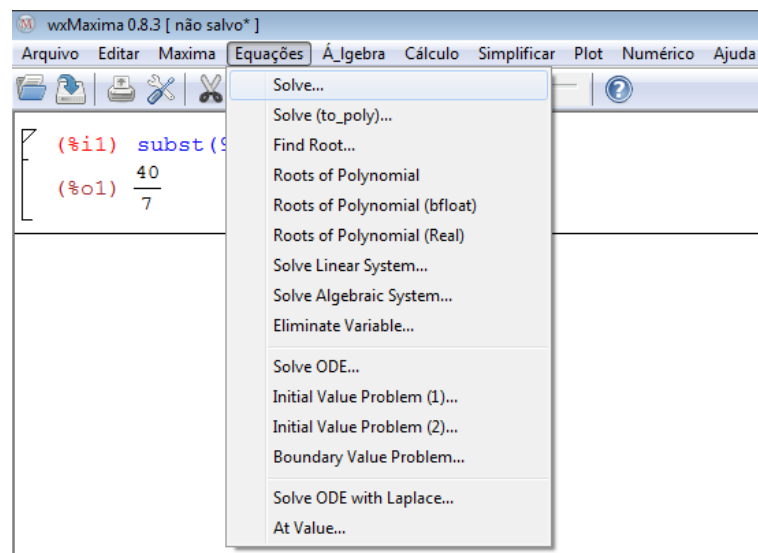 wxMaxima 0.8.3 [ não salvo* ]
Arquivo Editar Maxima Equações Á_lgebra Cálculo Simplificar Plot Numérico Ajuda
Solve...
Solve (to_poly)...
Find Root...
Roots of Polynomial
Roots of Polynomial (bfloat)
Roots of Polynomial (Real)
Solve Linear System...
Solve Algebraic System...
Eliminate Variable...
Solve ODE...
Initial Value Problem (1)...
Initial Value Problem (2)...
Boundary Value Problem...
Solve ODE with Laplace...
At Value...
(%i1) subst(
(%o1) 40
7